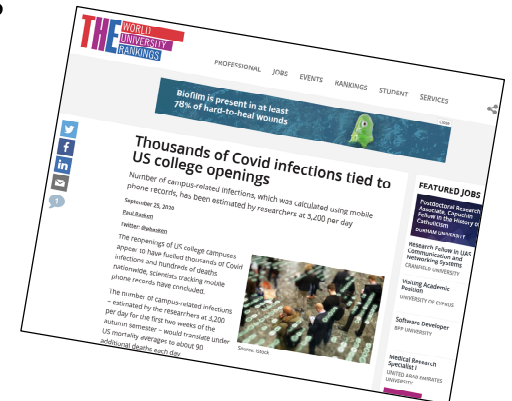 THE WORLD
UNIVERSITY
RANKINGS
PROFESSIONAL JOBS EVENTS RANKINGS STUDENT SERVICES
Biofilm is present in at least
78% of hard-to-heal wounds
Thousands of Covid infections tied to
US college openings
Number of campus-related infections, which was calculated using mobile
phone records, has been estimated by researchers at 3,200 per day
September 25, 2020
Paul Basken
Twitter: @pbasken
The reopenings of US college campuses
appear to have fuelled thousands of Covid
infections and hundreds of deaths
nationwide, scientists tracking mobile
phone records have concluded.
The number of campus-related infections
– estimated by the researchers at 3,200
per day for the first two weeks of the
autumn semester – would translate under
US mortality averages to about 90
additional deaths each day
Source: iStock
FEATURED JOBS
Postdoctoral Research
Associate, Capuchin
Fellow in the History of
Catholicism
DURHAM UNIVERSITY
Research Fellow in UAV
Communication and
Networking Systems
CRANFIELD UNIVERSITY
Visiting Academic
Position
UNIVERSITY OF CYPRUS
Software Developer
BPP UNIVERSITY
Medical Research
Specialist I
UNITED ARAB EMIRATES
UNIVERSITY